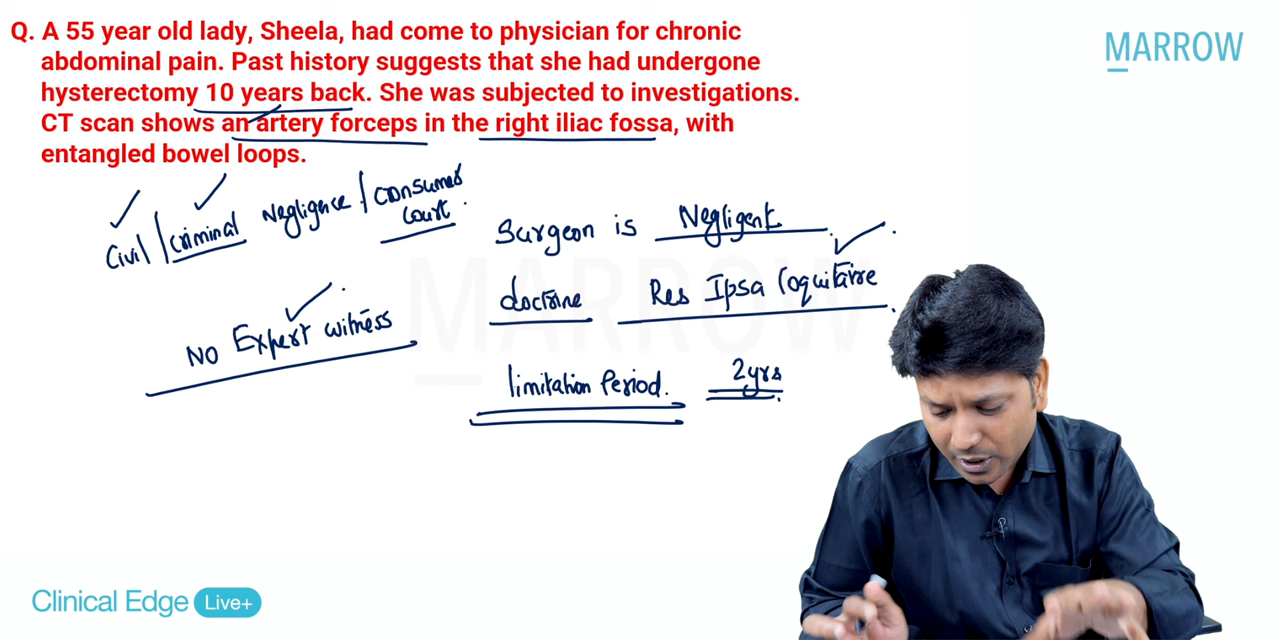 Q. A 55 year old lady, Sheela, had come to physician for chronic
abdominal pain. Past history suggests that she had undergone
hysterectomy 10 years back. She was subjected to investigations.
CT scan shows an artery forceps in the right iliac fossa, with
entangled bowel loops.
MARROW
Civil / criminal Negligence / Consumer
Court.
Surgeon is Negligent
doctrine Res Ipsa Loquitaire
No Expert witness
limitation Period. 2yrs
MARROW
Clinical Edge Live+